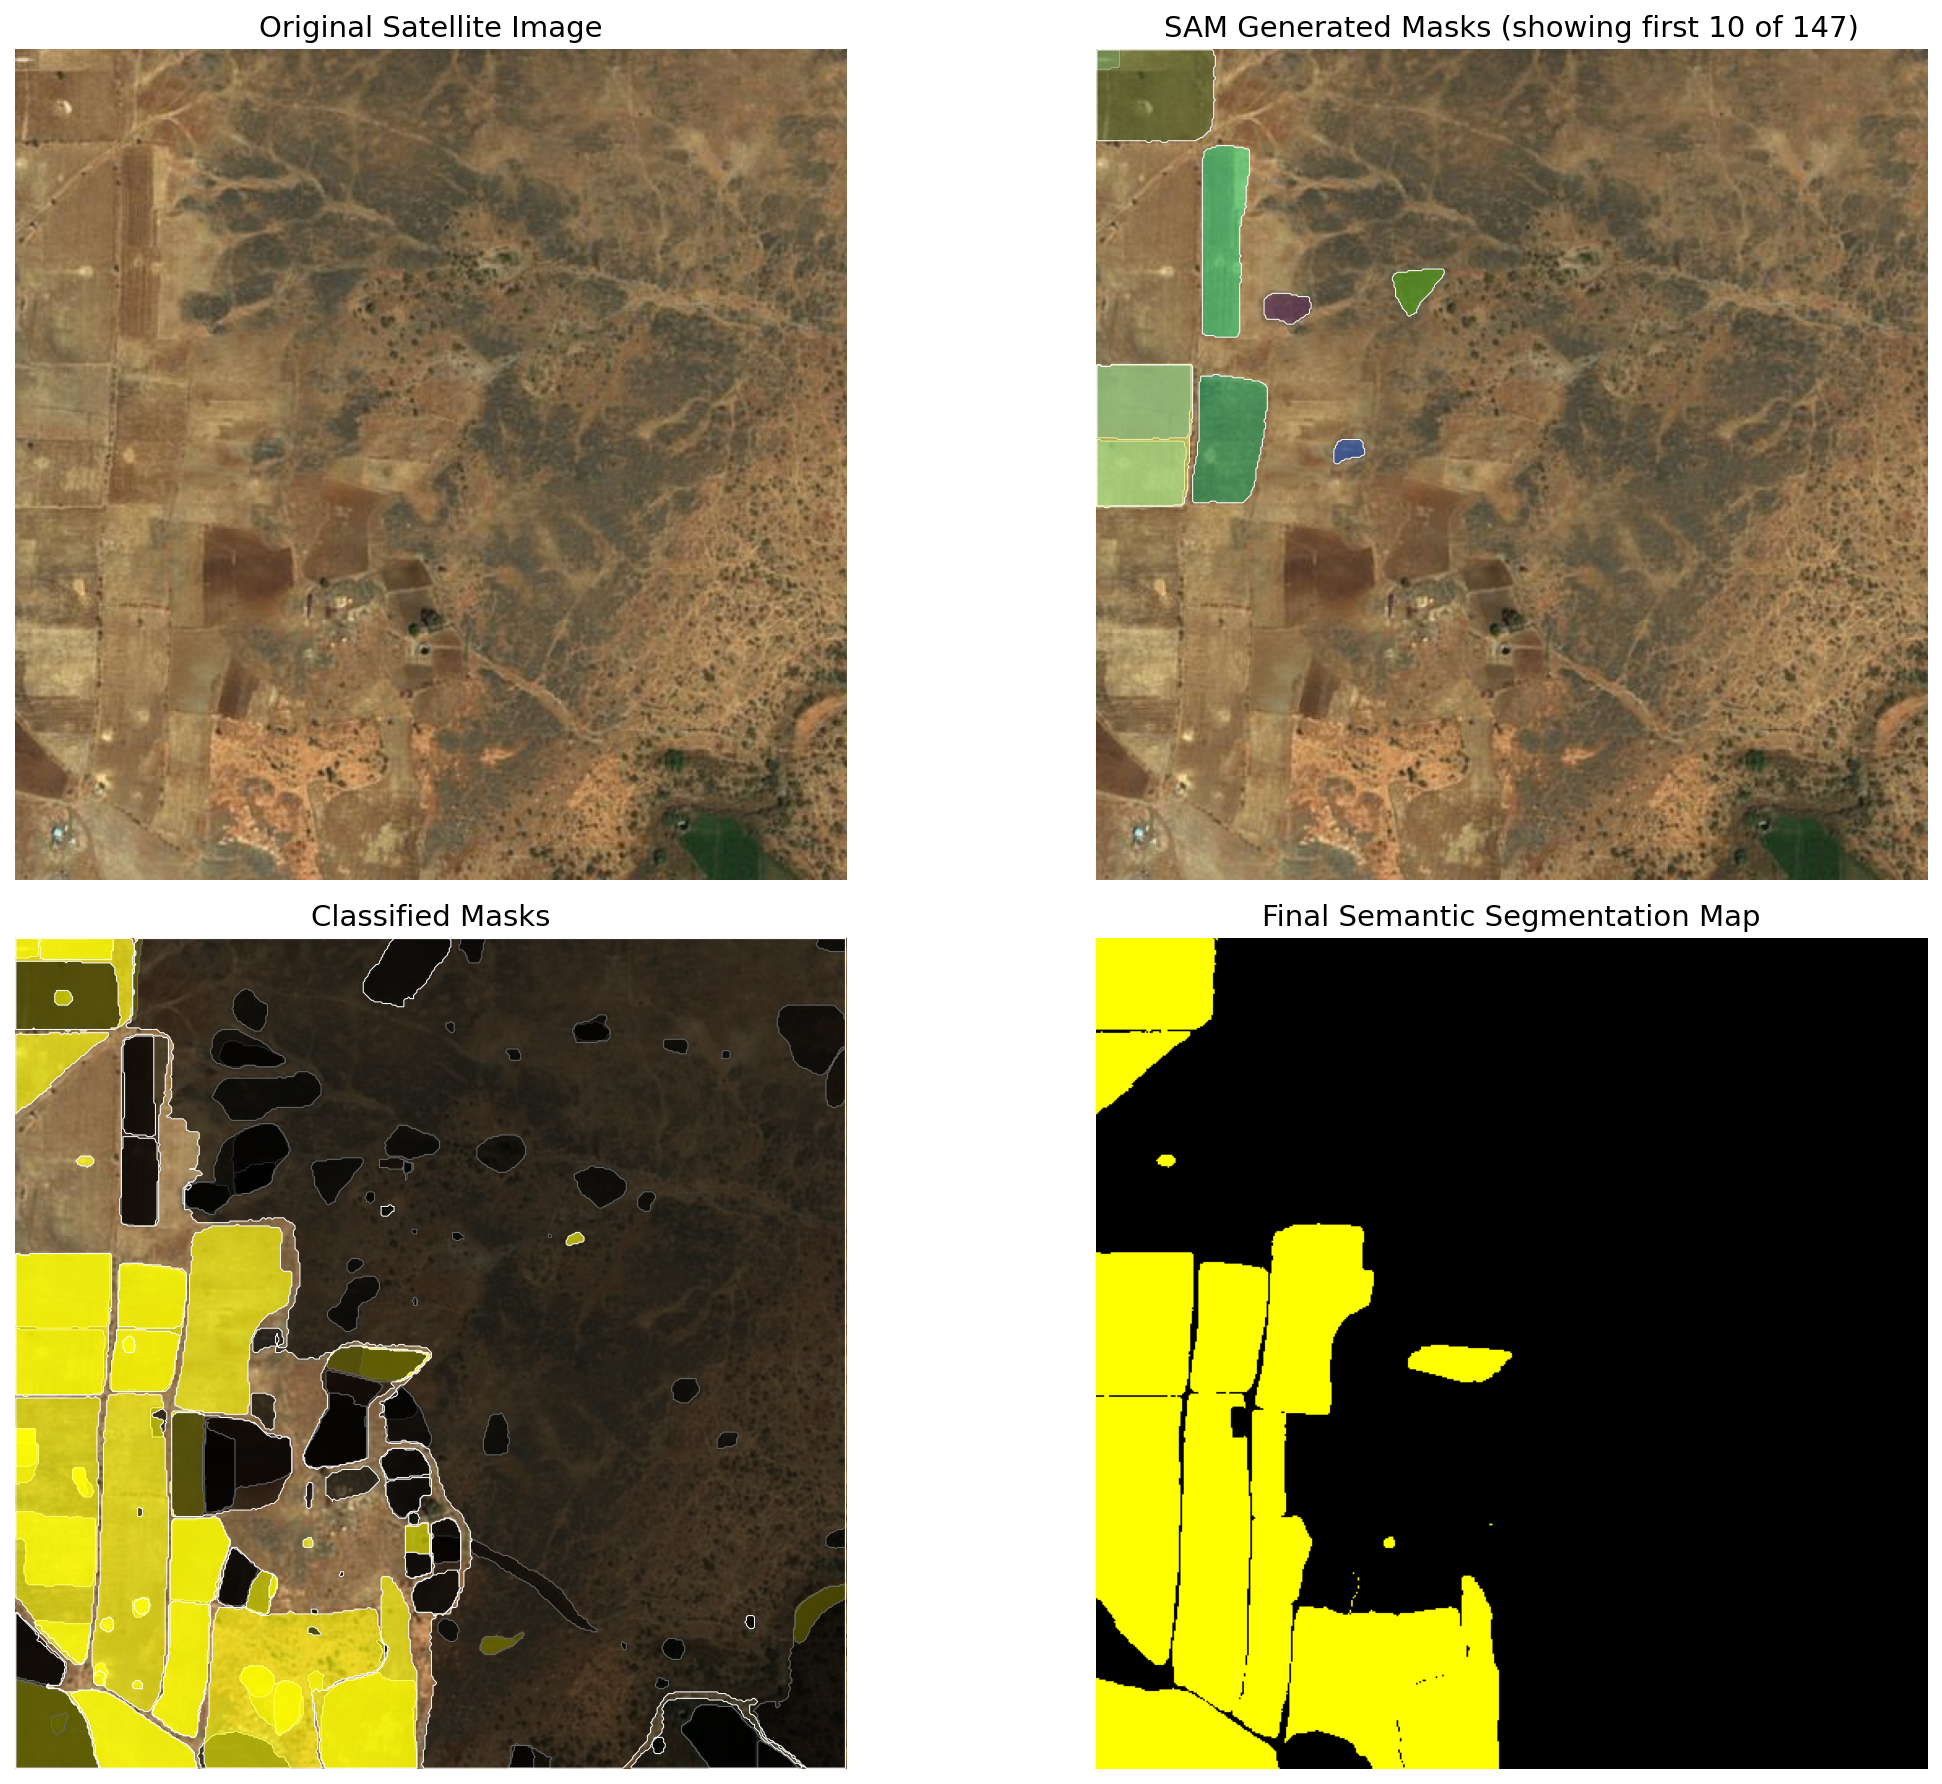 Original Satellite Image
SAM Generated Masks (showing first 10 of 147)
Classified Masks
Final Semantic Segmentation Map